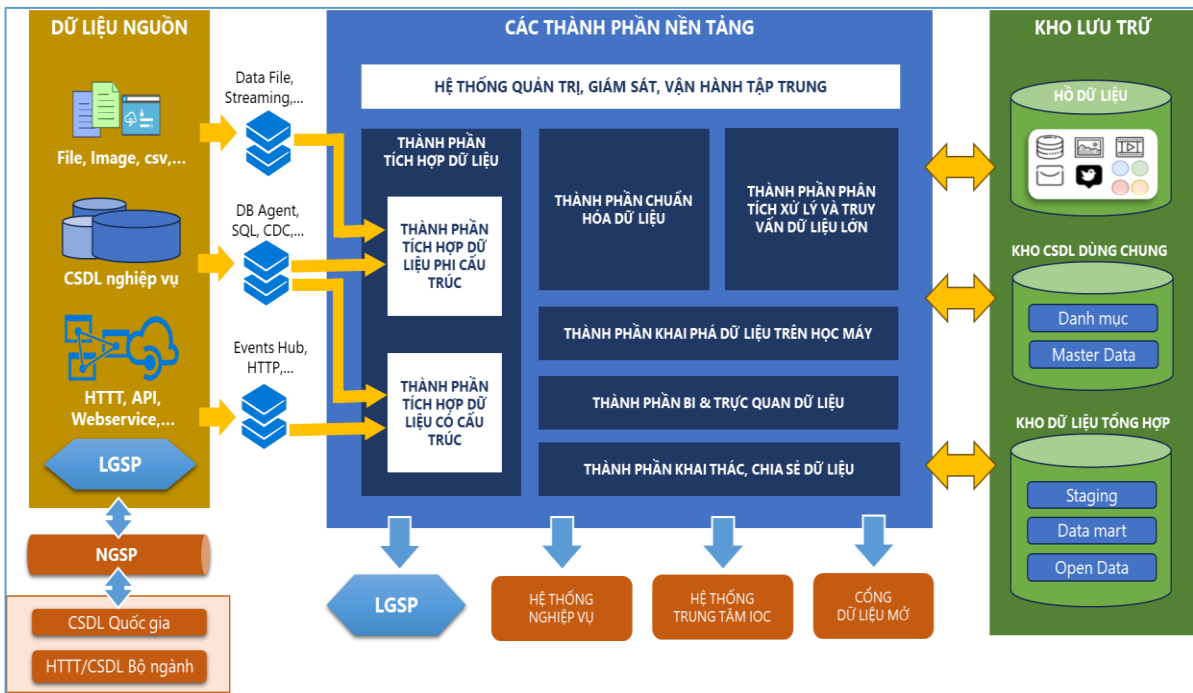 DỮ LIỆU NGUỒN
File, Image, csv,...
CSDL nghiệp vụ
HTTT, API,
Webservice,...
LGSP
NGSP
CSDL Quốc gia
HTTT/CSDL Bộ ngành
Data File,
Streaming,...
DB Agent,
SQL, CDC,...
Events Hub,
HTTP,...
CÁC THÀNH PHẦN NỀN TẢNG
HỆ THỐNG QUẢN TRỊ, GIÁM SÁT, VẬN HÀNH TẬP TRUNG
THÀNH PHẦN
TÍCH HỢP DỮ LIỆU
THÀNH PHẦN
TÍCH HỢP DỮ
LIỆU PHI CẤU
TRÚC
THÀNH PHẦN
TÍCH HỢP DỮ
LIỆU CÓ CẤU
TRÚC
THÀNH PHẦN CHUẨN
HÓA DỮ LIỆU
THÀNH PHẦN PHÂN
TÍCH XỬ LÝ VÀ TRUY
VẤN DỮ LIỆU LỚN
THÀNH PHẦN KHAI PHÁ DỮ LIỆU TRÊN HỌC MÁY
THÀNH PHẦN BI & TRỰC QUAN DỮ LIỆU
THÀNH PHẦN KHAI THÁC, CHIA SẺ DỮ LIỆU
LGSP
HỆ THỐNG
NGHIỆP VỤ
HỆ THỐNG
TRUNG TÂM IOC
CỔNG
DỮ LIỆU MỞ
KHO LƯU TRỮ
HỒ DỮ LIỆU
KHO CSDL DÙNG CHUNG
Danh mục
Master Data
KHO DỮ LIỆU TỔNG HỢP
Staging
Data mart
Open Data